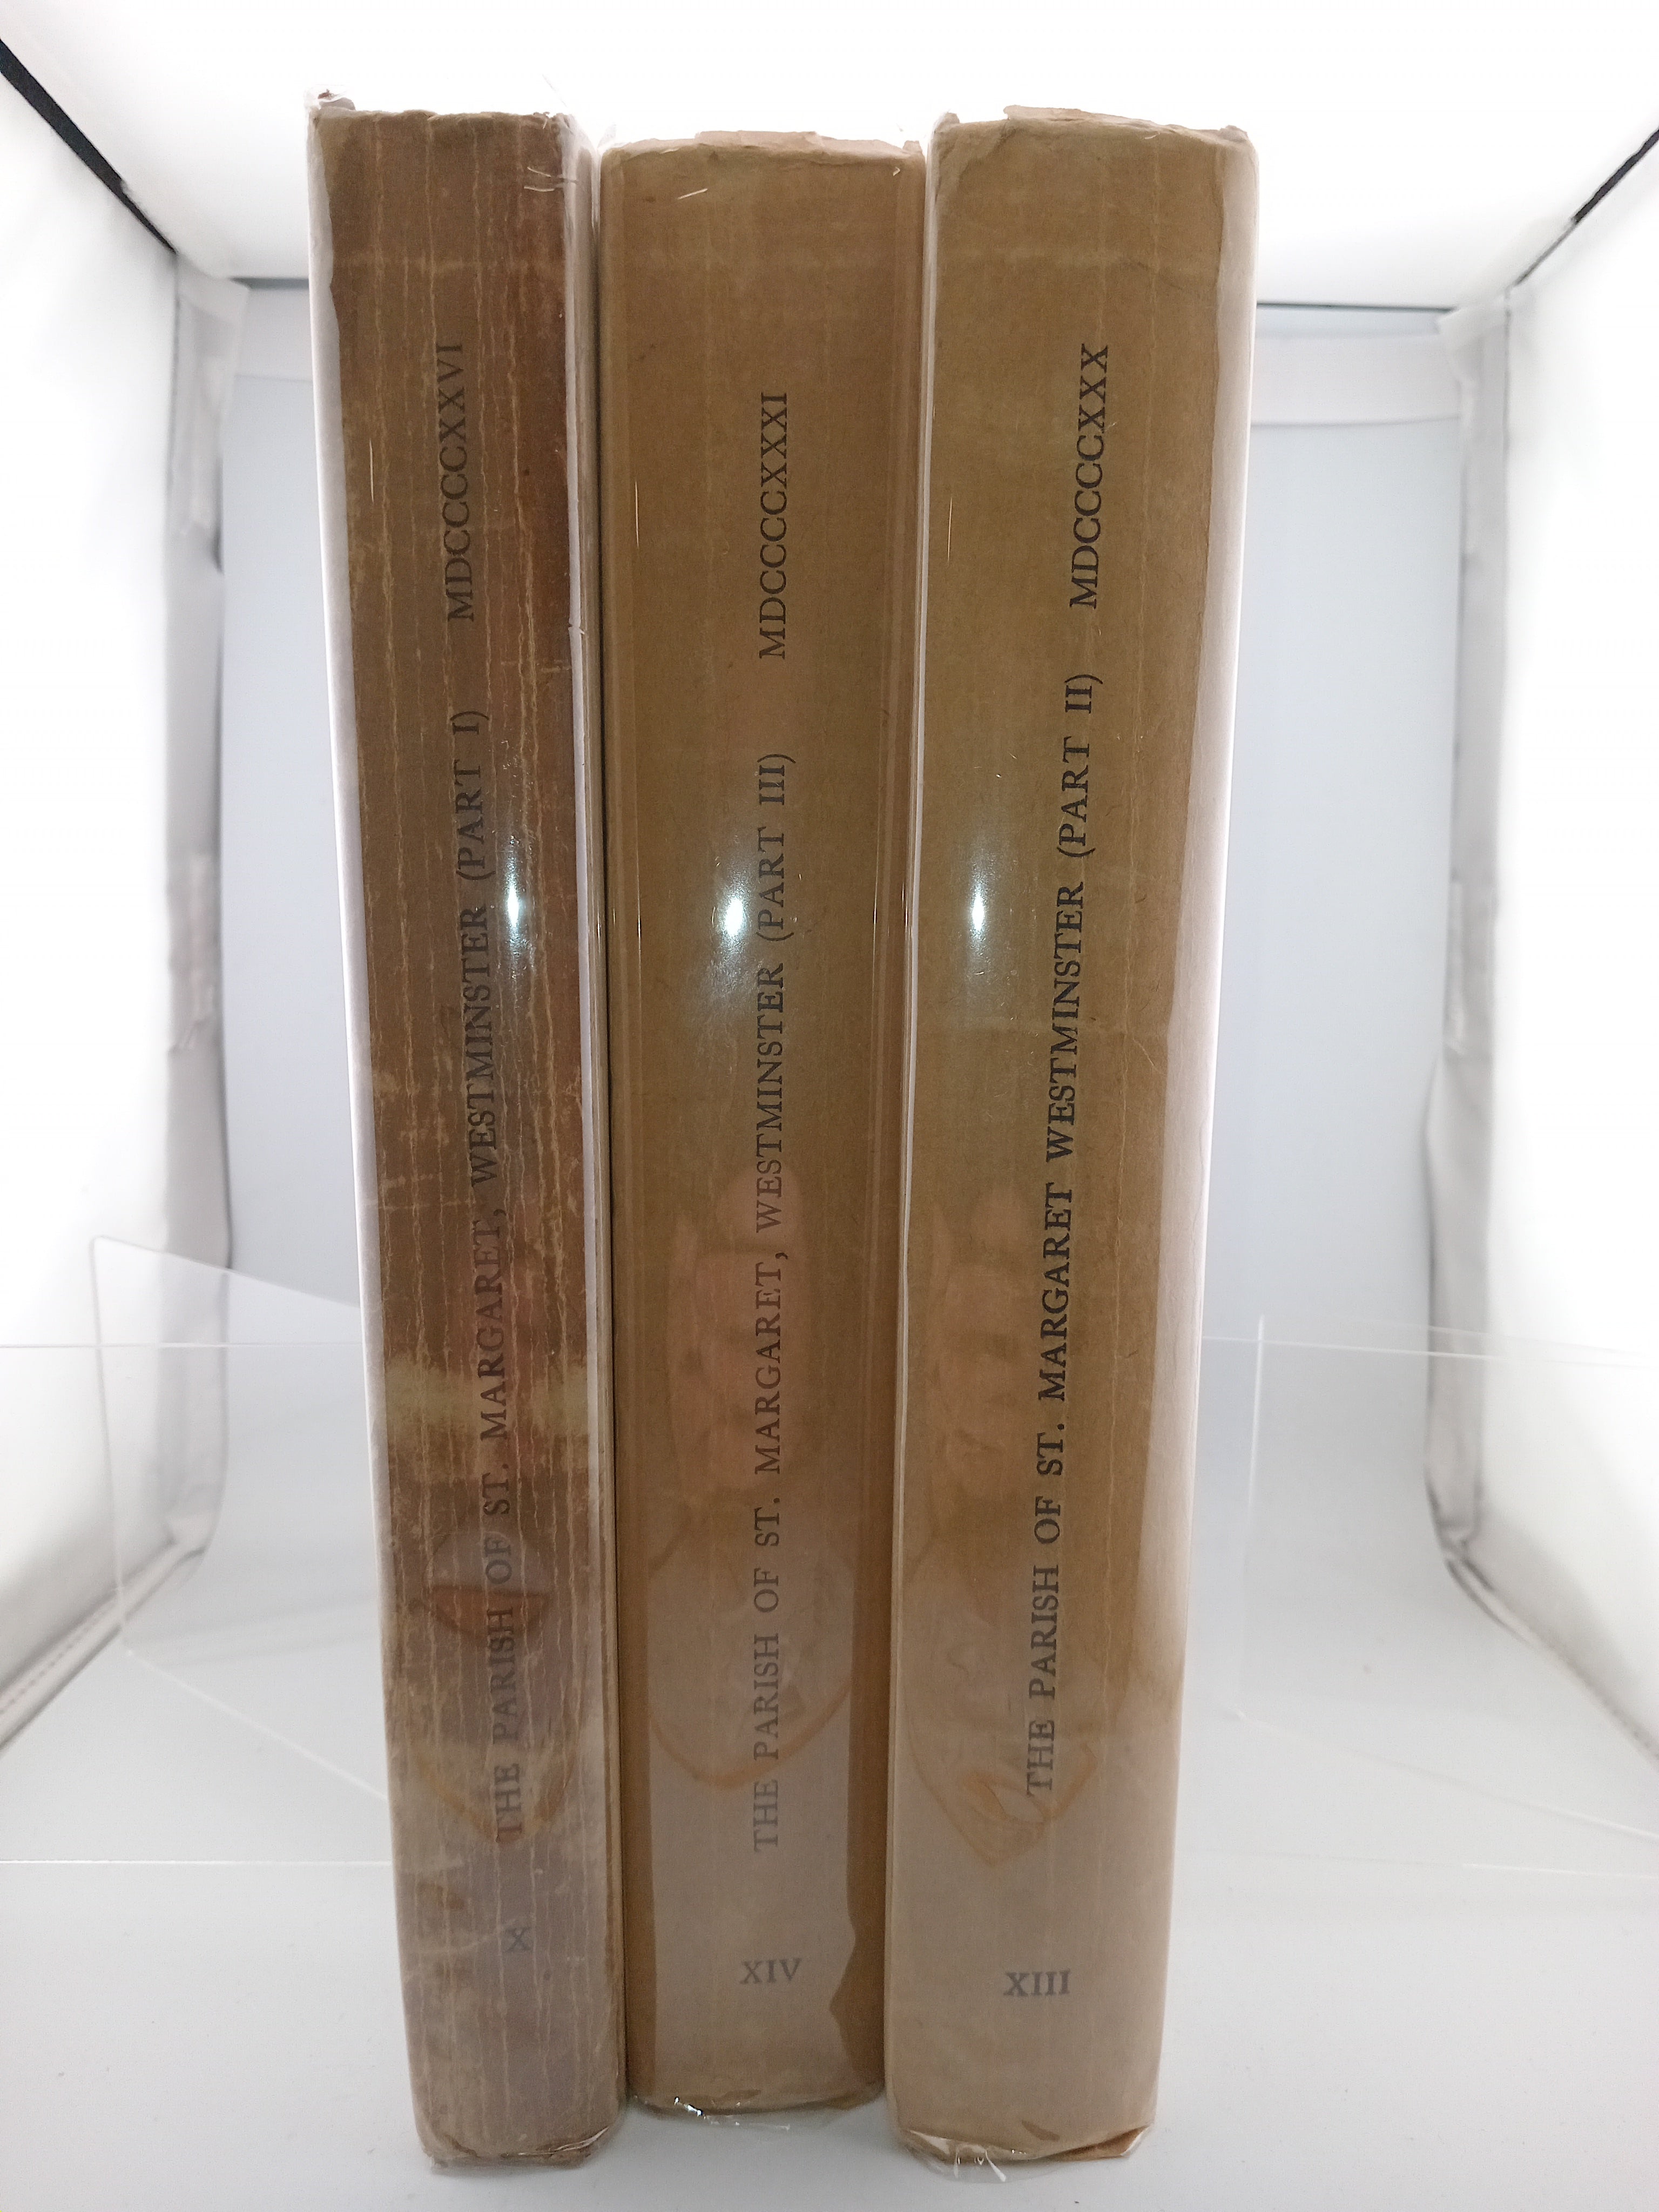 X THE PARISH OF ST. MARGARET, WESTMINSTER (PART I) MDCCCCXXVI
XIV THE PARISH OF ST. MARGARET, WESTMINSTER (PART III) MDCCCCXXXI
XIII THE PARISH OF ST. MARGARET WESTMINSTER (PART II) MDCCCCXXX